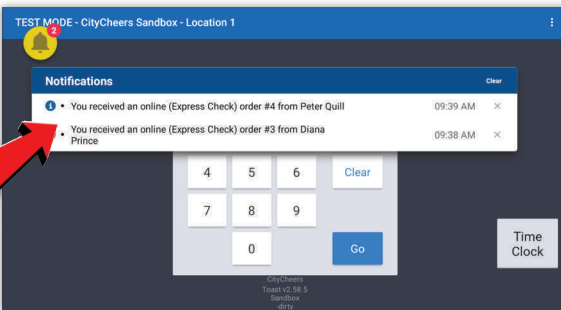 TEST MODE - CityCheers Sandbox - Location 1
2
Notifications
Clear
You received an online (Express Check) order #4 from Peter Quill
09:39 AM
You received an online (Express Check) order #3 from Diana
Prince
09:38 AM
4 5 6 Clear
7 8 9
0 Go
Time
Clock
CityCheers
Toast v2.58.5
Sandbox
-dirty